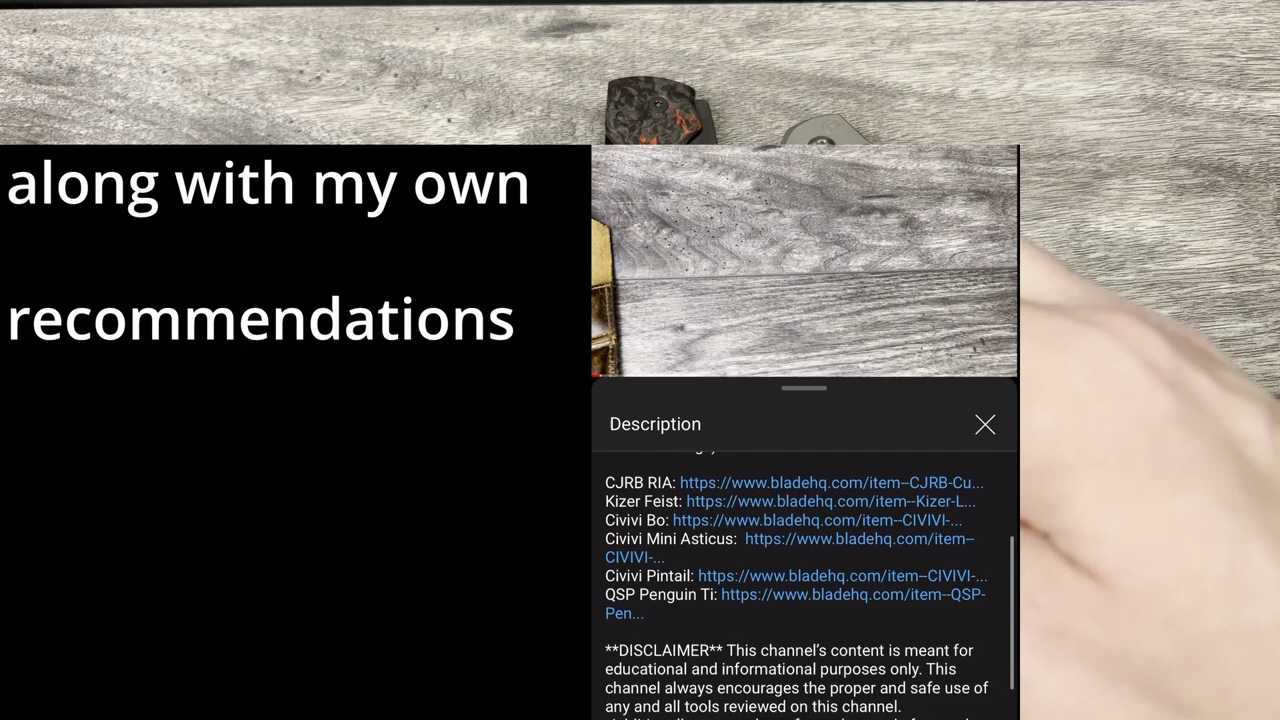 along with my own
recommendations
Description
CJRB RIA: https://www.bladehq.com/item--CJRB-Cu...
Kizer Feist: https://www.bladehq.com/item--Kizer-L...
Civivi Bo: https://www.bladehq.com/item--CIVIVI-...
Civivi Mini Asticus: https://www.bladehq.com/item--
CIVIVI-...
Civivi Pintail: https://www.bladehq.com/item--CIVIVI-...
QSP Penguin Ti: https://www.bladehq.com/item--QSP-
Pen...
**DISCLAIMER** This channel's content is meant for
educational and informational purposes only. This
channel always encourages the proper and safe use of
any and all tools reviewed on this channel.